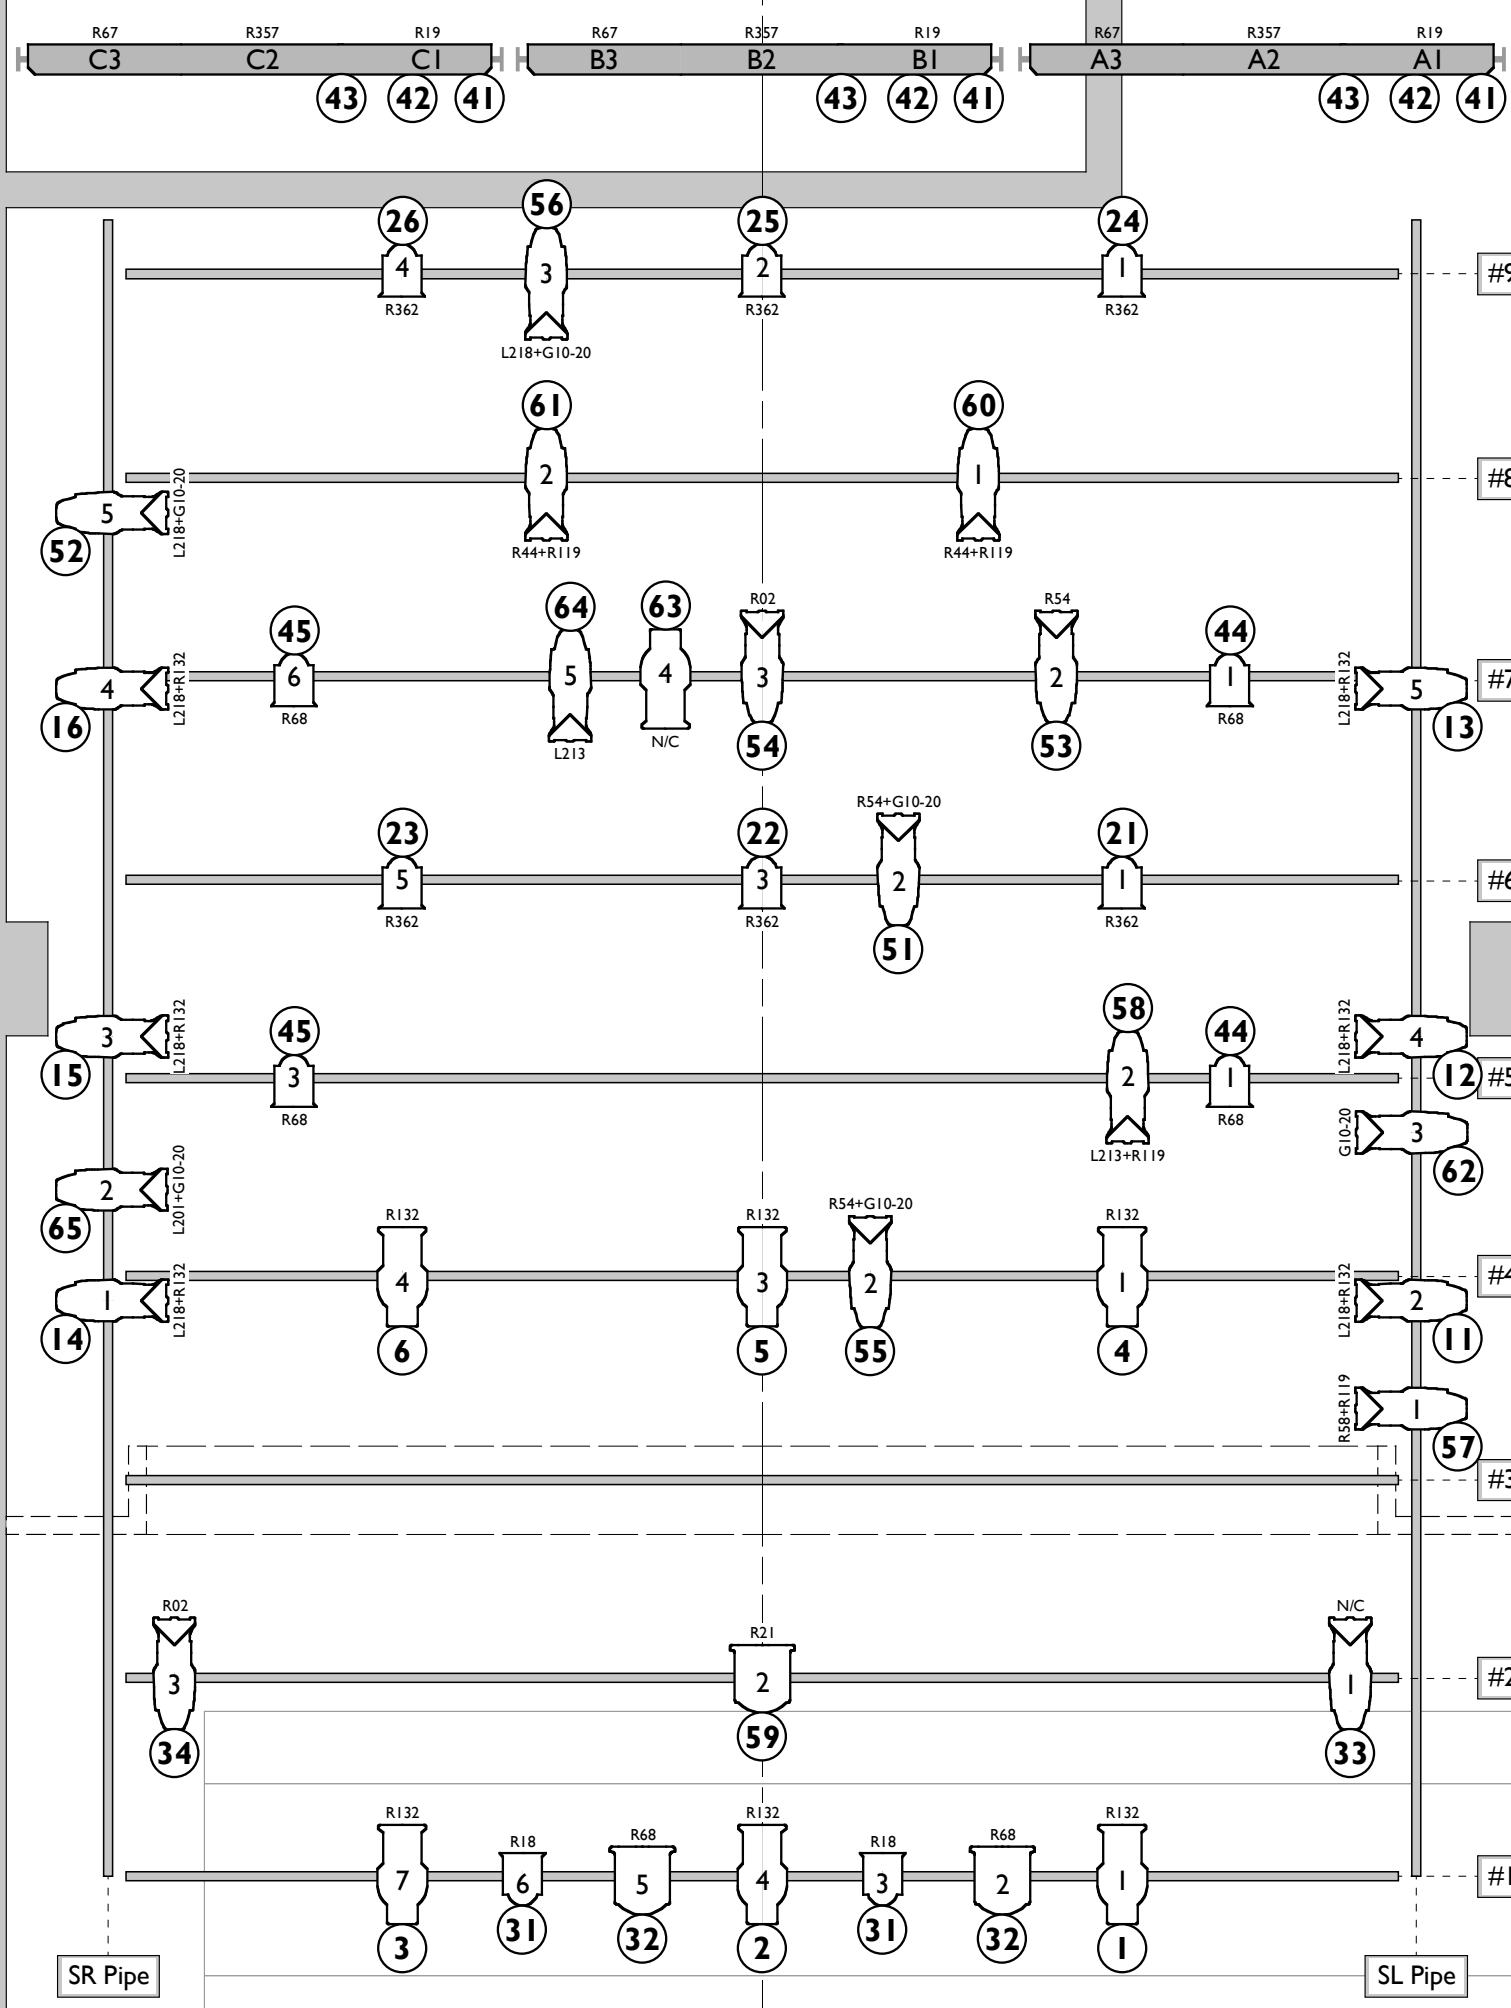 R67 R357 R19 R67 R357 R19 R67 R357 R19
C3 C2 C1 B3 B2 B1 A3 A2 A1
43 42 41 43 42 41 43 42 41
26 56 25 24
4 3 2 1 #9
R362 R362 R362
L218+G10-20
61 60
2 1 #8
R44+R119 R44+R119
5 L218+G10-20
52
R02 R54
45 64 63 44
4 L218+R132 6 5 4 3 2 1 L218+R132 5 #7
R68 R68
16 L213 N/C 54 53 13
R54+G10-20
23 22 21
5 3 2 1 #6
R362 R362 R362
51
58
45 44
3 L218+R132 L218+R132 4
15 3 2 1 12 #5
R68 R68
L213+R119
G10-20 3
62
2 L201+G10-20
65
R54+G10-20
R132 R132 R132
1 L218+R132 4 3 2 1 L218+R132 2 #4
14 6 5 55 4 11
R58+R119 1
57
#3
R02 N/C
R21
3 2 1 #2
34 59 33
R132 R132 R132
R18 R68 R18 R68
7 6 5 4 3 2 1 #1
3 31 32 2 31 32 1
SR Pipe SL Pipe